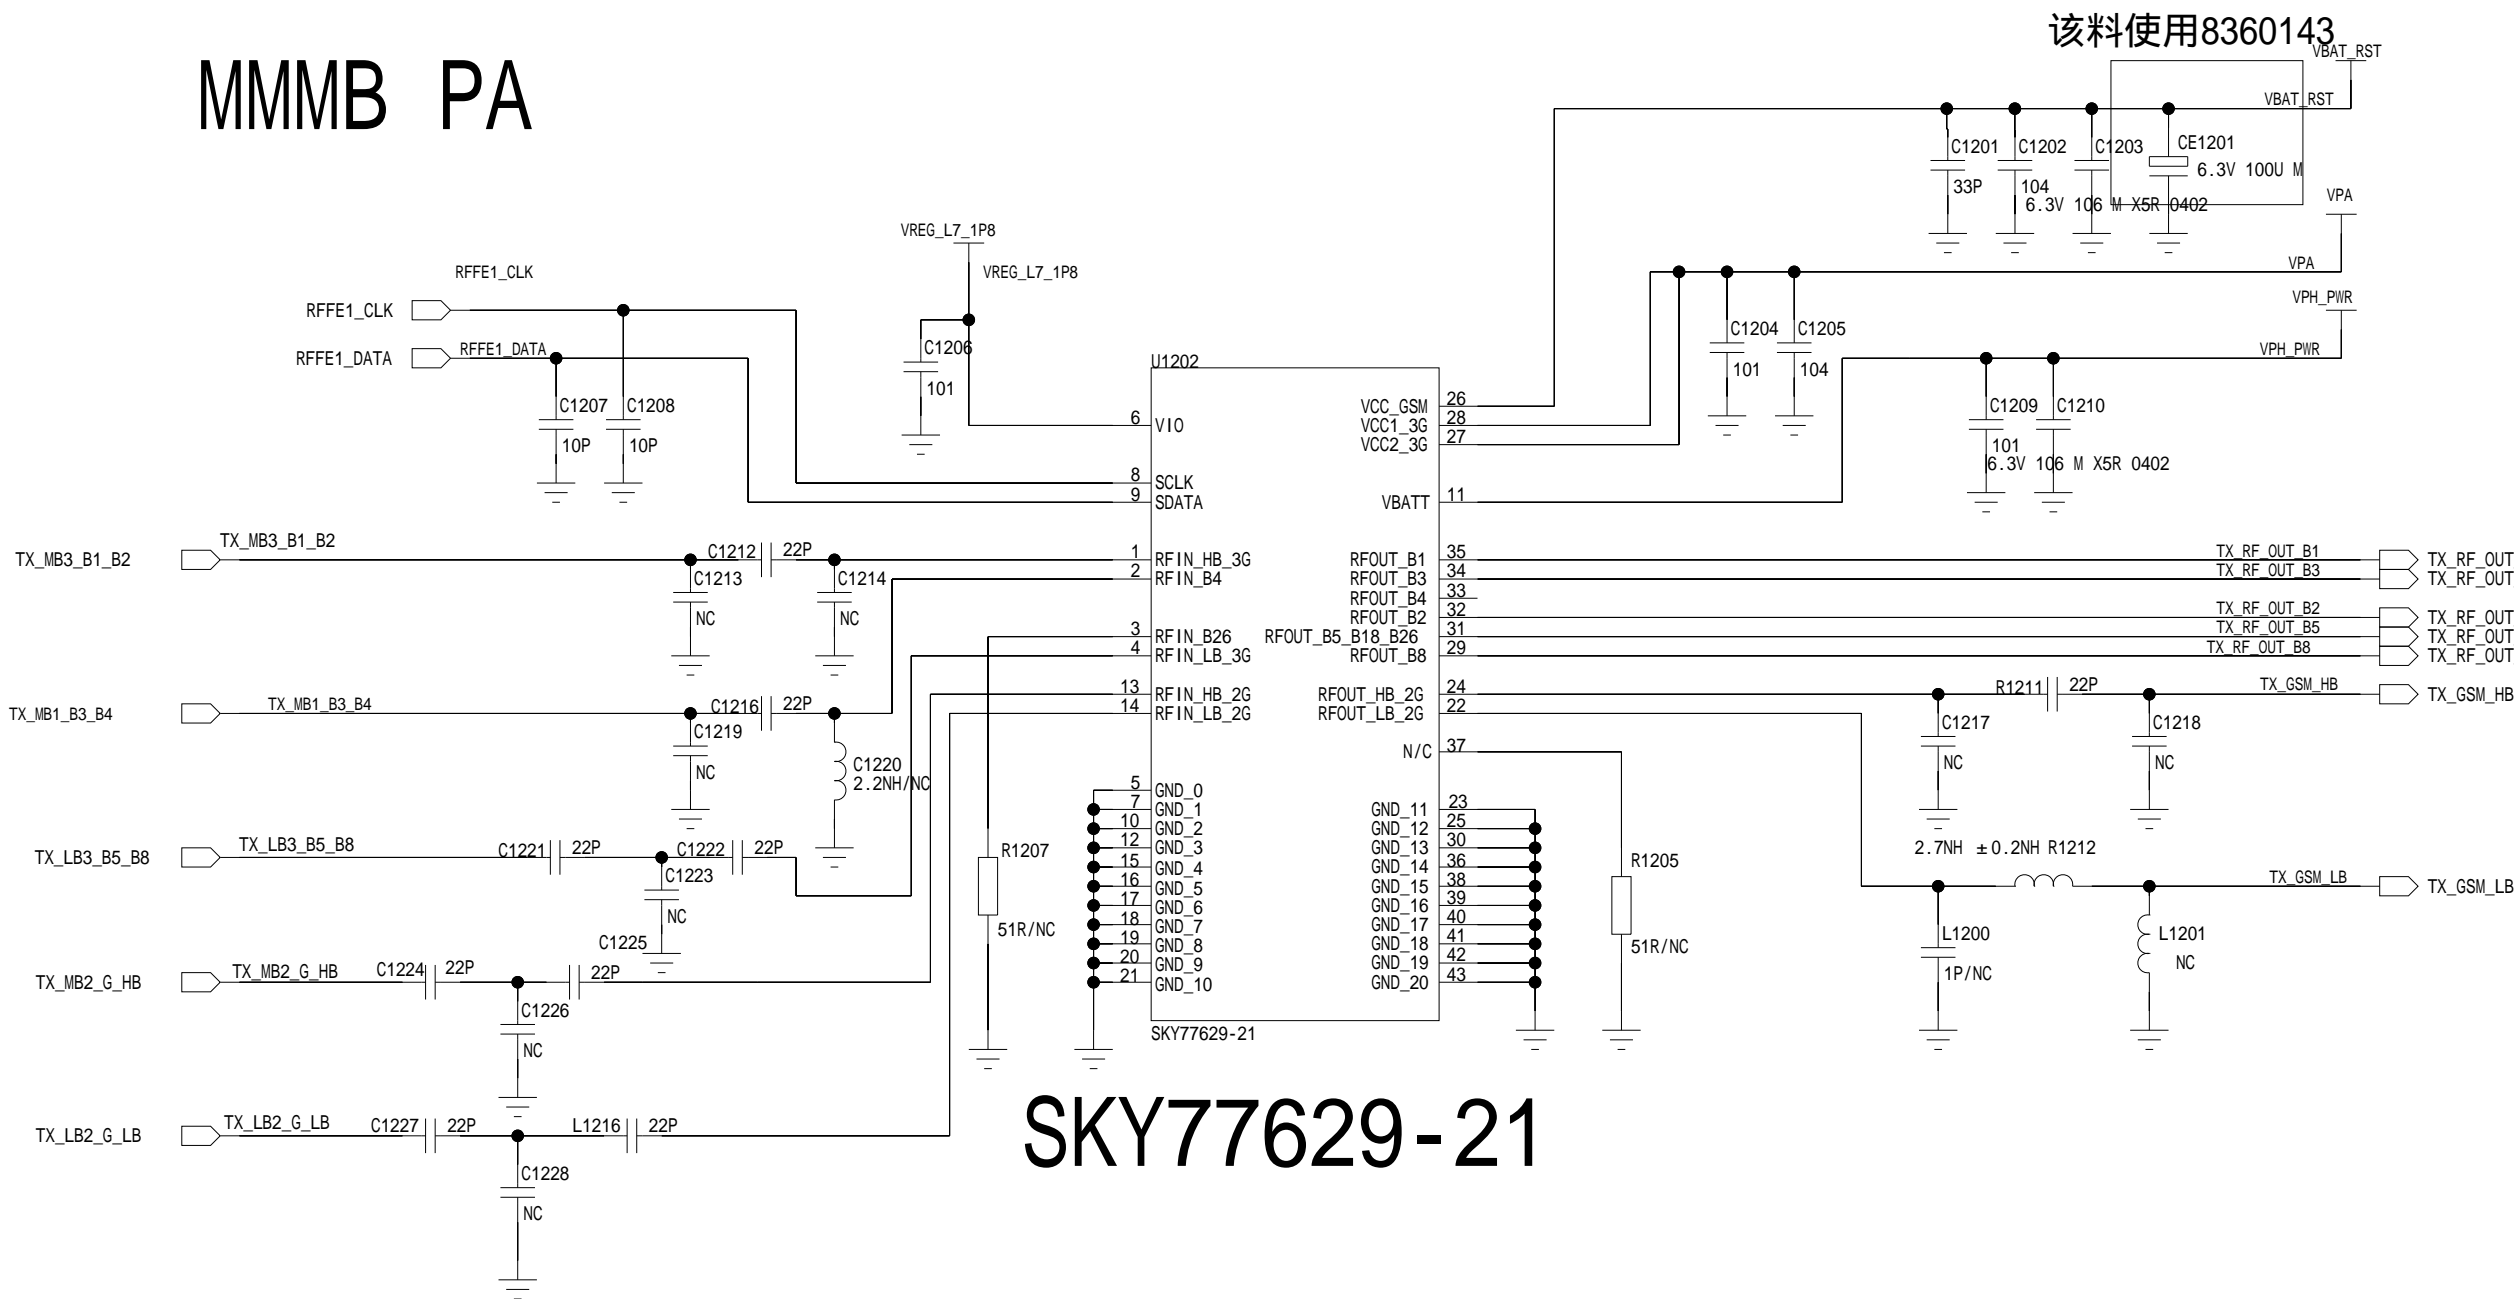 该料使用8360143
MMMB PA
VBAT_RST
VBAT_RST
C1201
33P
C1202
104
C1203
6.3V 106 M X5R 0402
CE1201
6.3V 100U M
VPA
VPA
VPH_PWR
VPH_PWR
VREG_L7_1P8
VREG_L7_1P8
RFFE1_CLK
RFFE1_CLK
RFFE1_DATA
RFFE1_DATA
C1204
101
C1205
104
C1206
101
C1207
10P
C1208
10P
C1209
101
C1210
6.3V 106 M X5R 0402
U1202
6 VIO
8 SCLK
9 SDATA
1 RFIN_HB_3G
2 RFIN_B4
3 RFIN_B26
4 RFIN_LB_3G
13 RFIN_HB_2G
14 RFIN_LB_2G
5 GND_0
7 GND_1
10 GND_2
12 GND_3
15 GND_4
16 GND_5
17 GND_6
18 GND_7
19 GND_8
20 GND_9
21 GND_10
VCC_GSM 26
VCC1_3G 28
VCC2_3G 27
VBATT 11
RFOUT_B1 35
RFOUT_B3 34
RFOUT_B4 33
RFOUT_B2 32
RFOUT_B5_B18_B26 31
RFOUT_B8 29
RFOUT_HB_2G 24
RFOUT_LB_2G 22
N/C 37
GND_11 23
GND_12 25
GND_13 30
GND_14 36
GND_15 38
GND_16 39
GND_17 40
GND_18 41
GND_19 42
GND_20 43
SKY77629-21
TX_MB3_B1_B2
TX_MB3_B1_B2
C1212 22P
C1213
NC
C1214
NC
TX_MB1_B3_B4
TX_MB1_B3_B4
C1216 22P
C1219
NC
C1220
2.2NH/NC
TX_LB3_B5_B8
TX_LB3_B5_B8
C1221 22P
C1222 22P
C1223
NC
TX_MB2_G_HB
TX_MB2_G_HB
C1224 22P
C1225
22P
C1226
NC
TX_LB2_G_LB
TX_LB2_G_LB
C1227 22P
L1216 22P
C1228
NC
R1207
51R/NC
R1205
51R/NC
TX_RF_OUT_B1 TX_RF_OUT
TX_RF_OUT_B3 TX_RF_OUT
TX_RF_OUT_B2 TX_RF_OUT
TX_RF_OUT_B5 TX_RF_OUT
TX_RF_OUT_B8 TX_RF_OUT
R1211 22P
TX_GSM_HB TX_GSM_HB
C1217
NC
C1218
NC
2.7NH ±0.2NH R1212
TX_GSM_LB TX_GSM_LB
L1200
1P/NC
L1201
NC
SKY77629-21